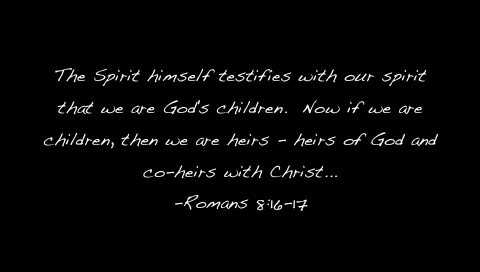 The Spirit himself testifies with our spirit
that we are God's children.  Now if we are
children, then we are heirs - heirs of God and
co-heirs with Christ...
-Romans 8:16-17